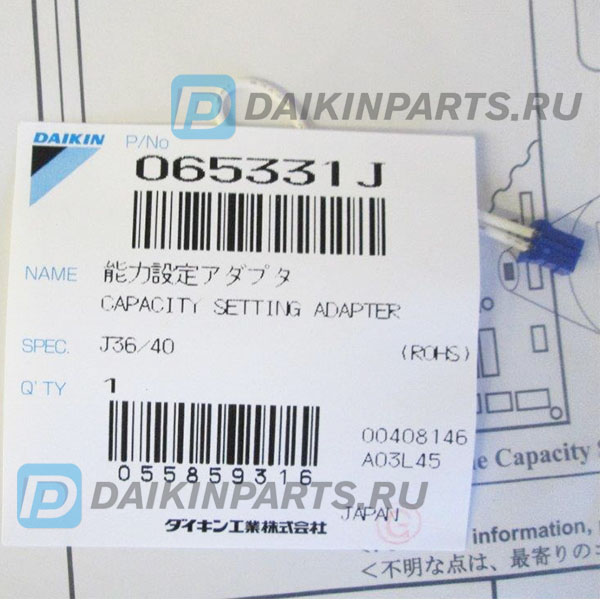 DAIKINPARTS.RU
DAIKIN
P/No
065331J
NAME 能力設定アダプタ
CAPACITY SETTING ADAPTER
SPEC. J36/40 (ROHS)
Q'TY 1
00408146
055859316
A03L45
DAIKINPARTS.RU
ダイキン工業株式会社
JAPAN
e Capacity S
information,
<不明な点は、最寄りの